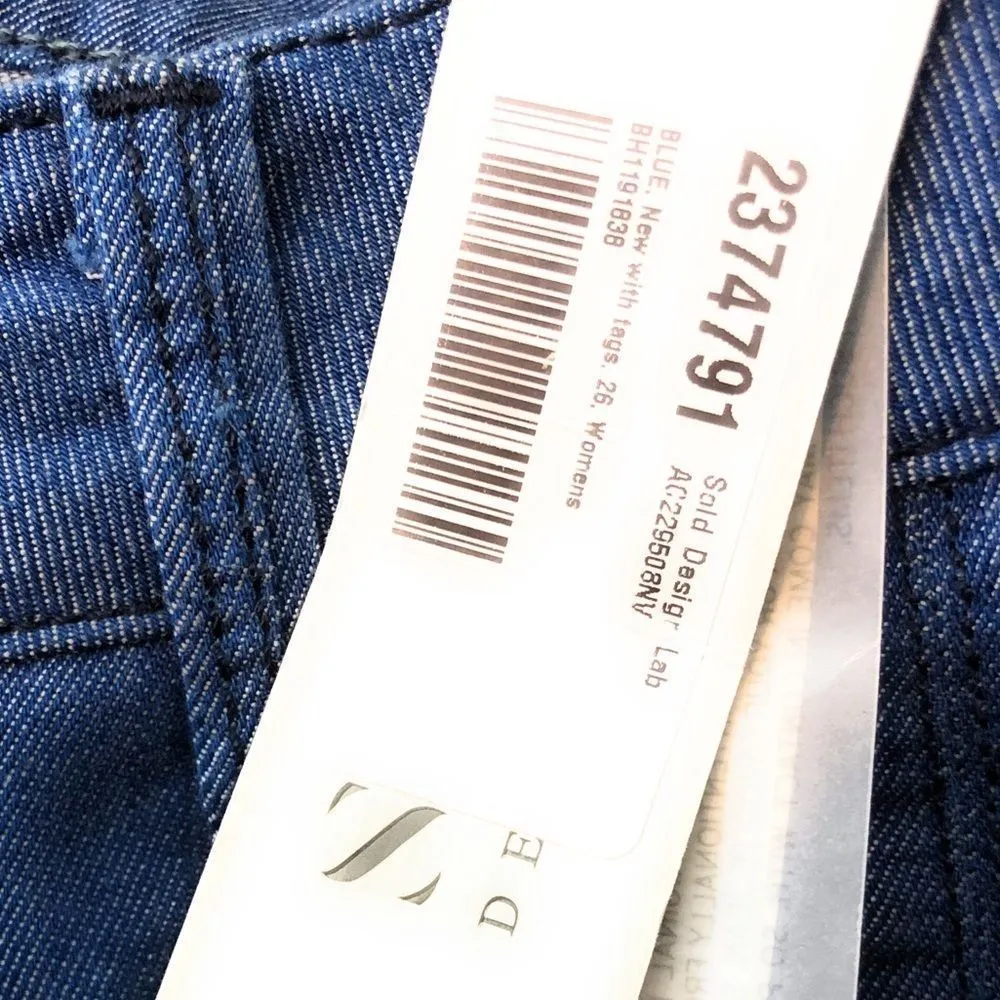 2374791
Sold Design Lab
AC229508NV
BLUE, New with tags, 26, Womens
BH1191838
DE